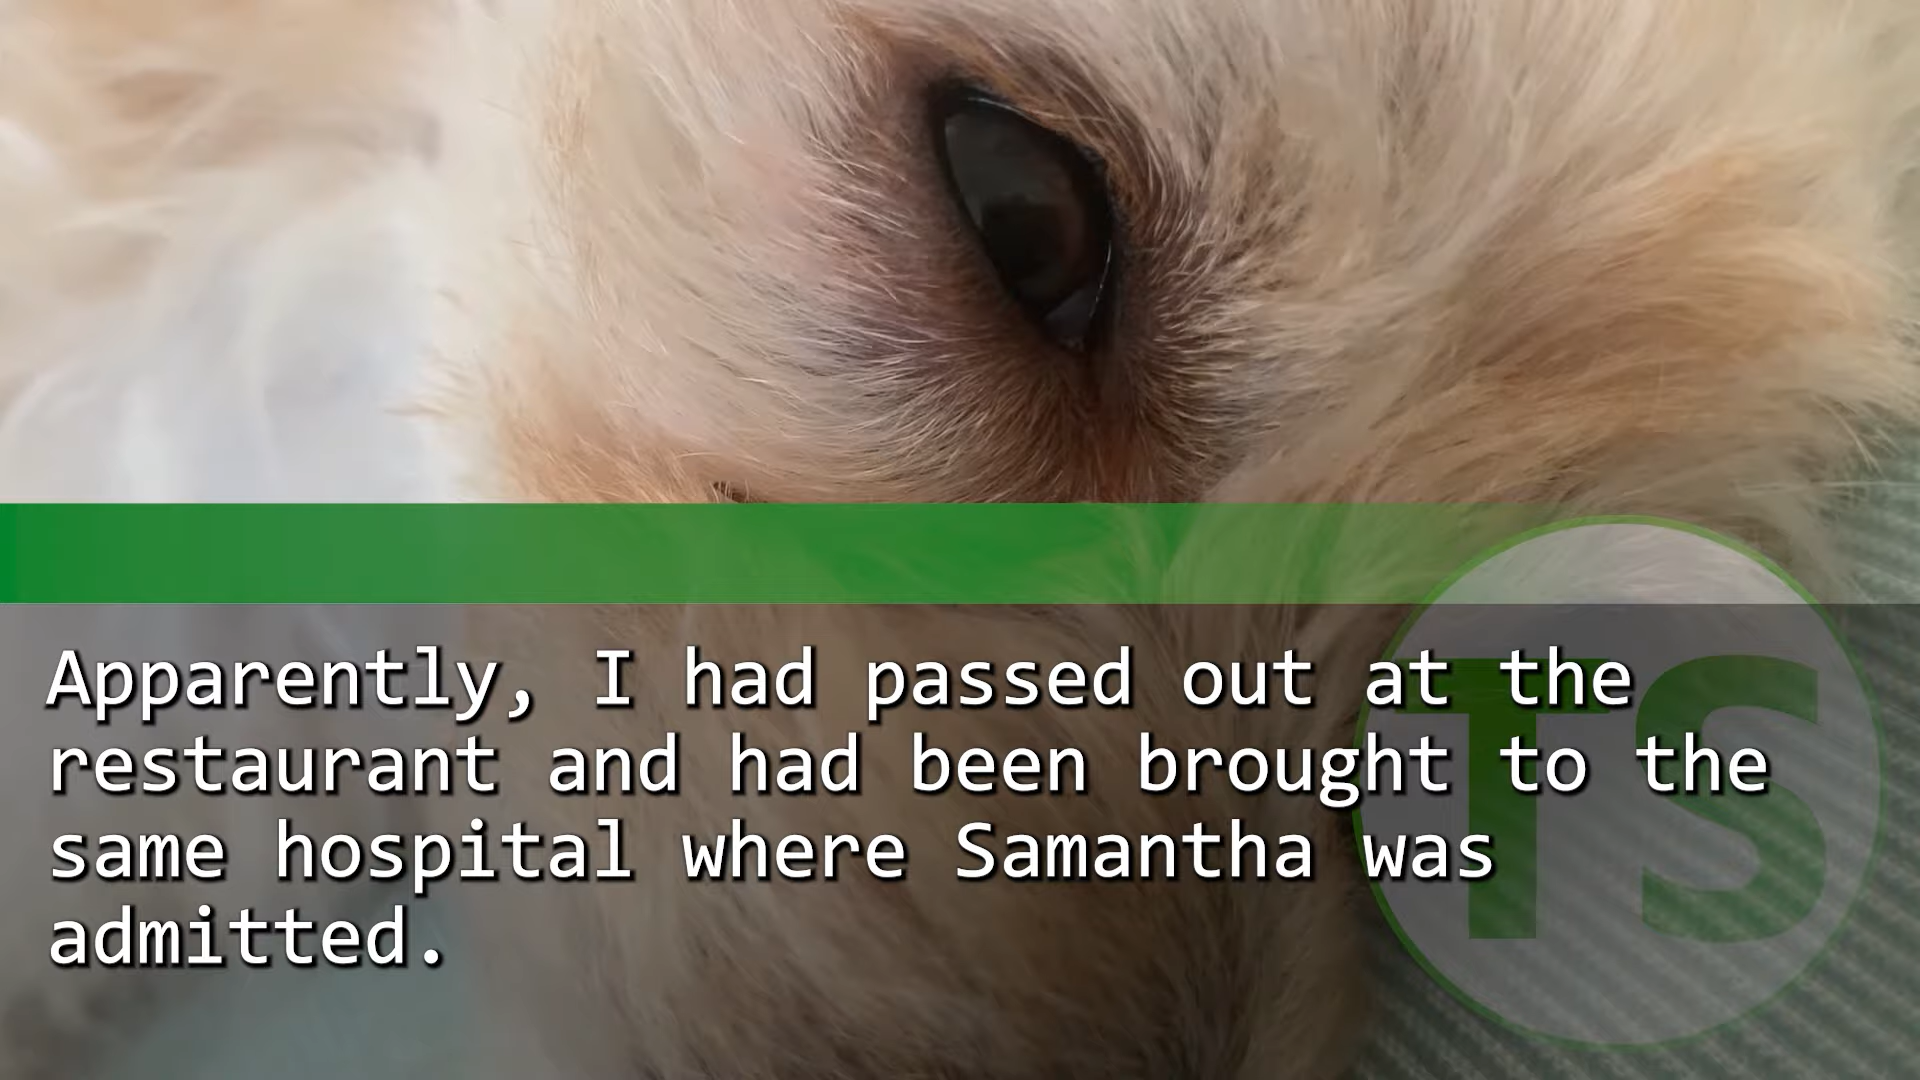 Apparently, I had passed out at the
restaurant and had been brought to the
same hospital where Samantha was
admitted.
TS